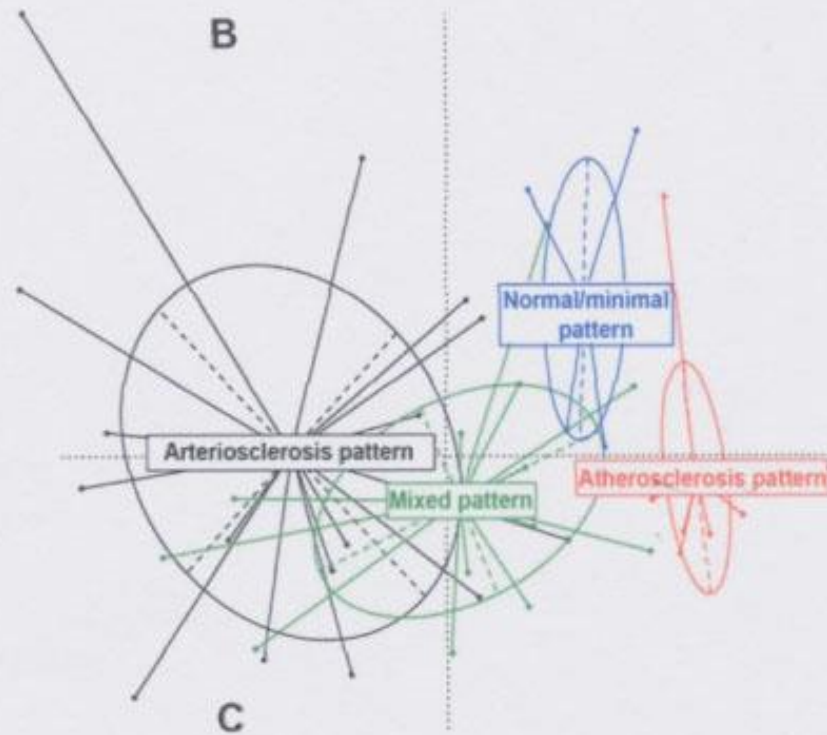 B
Normal/minimal
pattern
Arteriosclerosis pattern
Atherosclerosis pattern
Mixed pattern
C